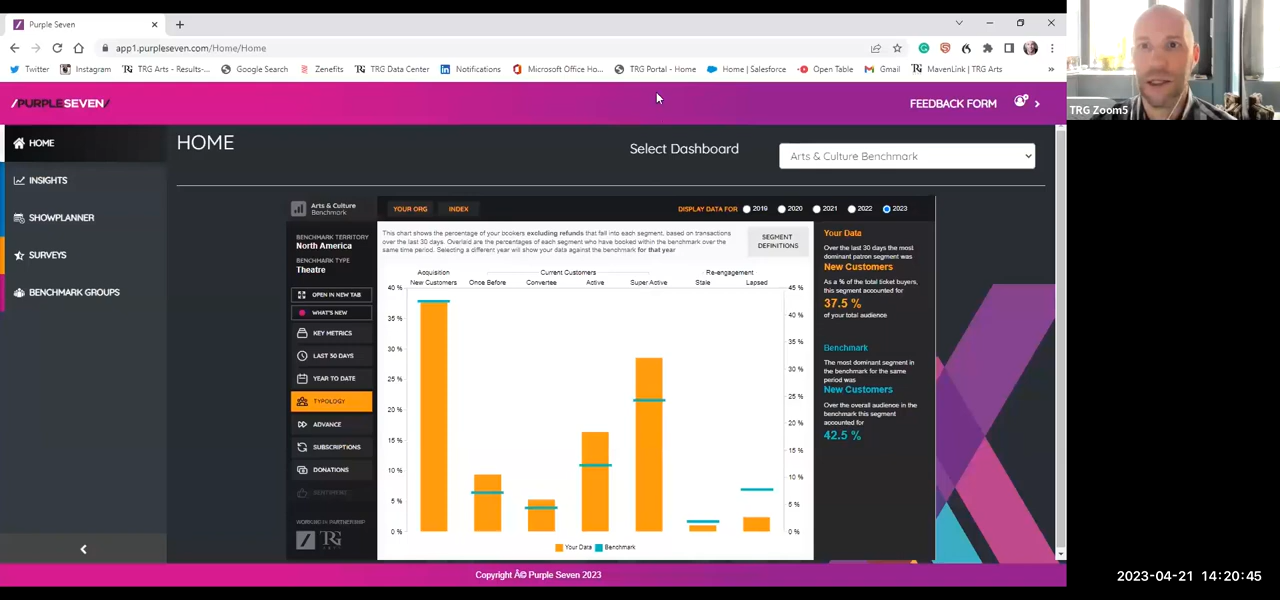 Purple Seven
app1.purpleseven.com/Home/Home
Twitter Instagram TRG Arts - Results-... Google Search Zenefits TRG Data Center Notifications Microsoft Office Ho... TRG Portal - Home Home | Salesforce Open Table Gmail MavenLink | TRG Arts »
/PURPLESEVEN/
FEEDBACK FORM
TRG Zoom5
HOME
INSIGHTS
SHOWPLANNER
SURVEYS
BENCHMARK GROUPS
HOME
Select Dashboard
Arts & Culture Benchmark
Arts & Culture
Benchmark
YOUR ORG INDEX
DISPLAY DATA FOR 2019 2020 2021 2022 2023
BENCHMARK TERRITORY
North America
BENCHMARK TYPE
Theatre
OPEN IN NEW TAB
WHAT'S NEW
KEY METRICS
LAST 30 DAYS
YEAR TO DATE
TYPOLOGY
ADVANCE
SUBSCRIPTIONS
DONATIONS
SENTIMENT
WORKING IN PARTNERSHIP
TRG
ARTS
This chart shows the percentage of your bookers excluding refunds that fall into each segment, based on transactions
over the last 30 days. Overlaid are the percentages of each segment who have booked within the benchmark over the
same time period. Selecting a different year will show your data against the benchmark for that year
SEGMENT
DEFINITIONS
Acquisition Current Customers Re-engagement
New Customers Once Before Convertee Active Super Active Stale Lapsed
40 %
35 %
30 %
25 %
20 %
15 %
10 %
5 %
0 %
45 %
40 %
35 %
30 %
25 %
20 %
15 %
10 %
5 %
0 %
Your Data Benchmark
Your Data
Over the last 30 days the most
dominant patron segment was
New Customers
As a % of the total ticket buyers,
this segment accounted for
37.5 %
of your total audience
Benchmark
The most dominant segment in
the benchmark for the same
period was
New Customers
Over the overall audience in the
benchmark this segment
accounted for
42.5 %
Copyright Â© Purple Seven 2023
2023-04-21 14:20:45